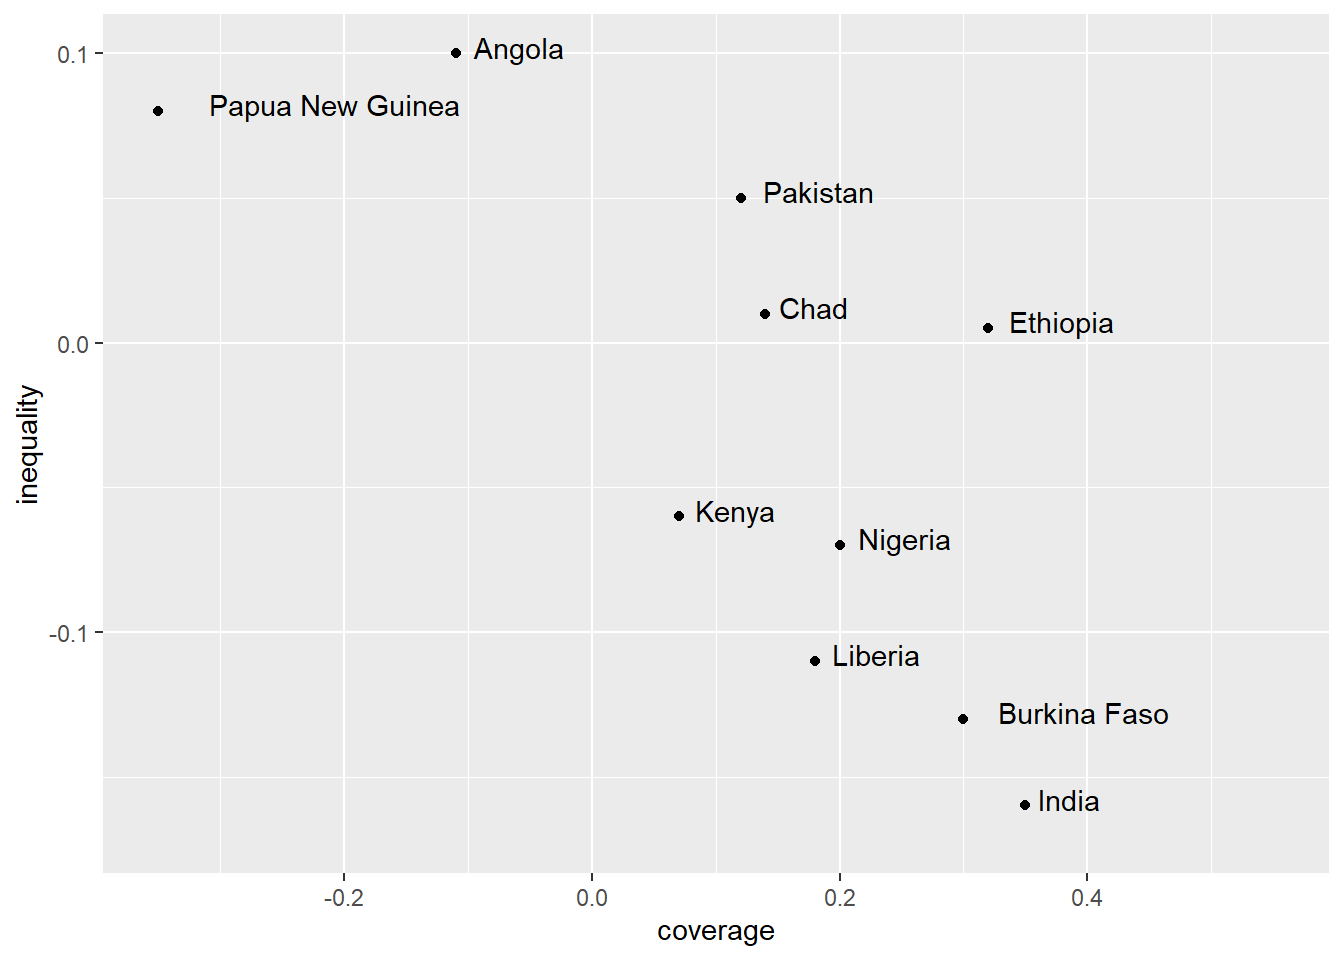 0.1
Angola
Papua New Guinea
Pakistan
Chad
Ethiopia
0.0
inequality
Kenya
Nigeria
-0.1
Liberia
Burkina Faso
India
-0.2
0.0
0.2
0.4
coverage